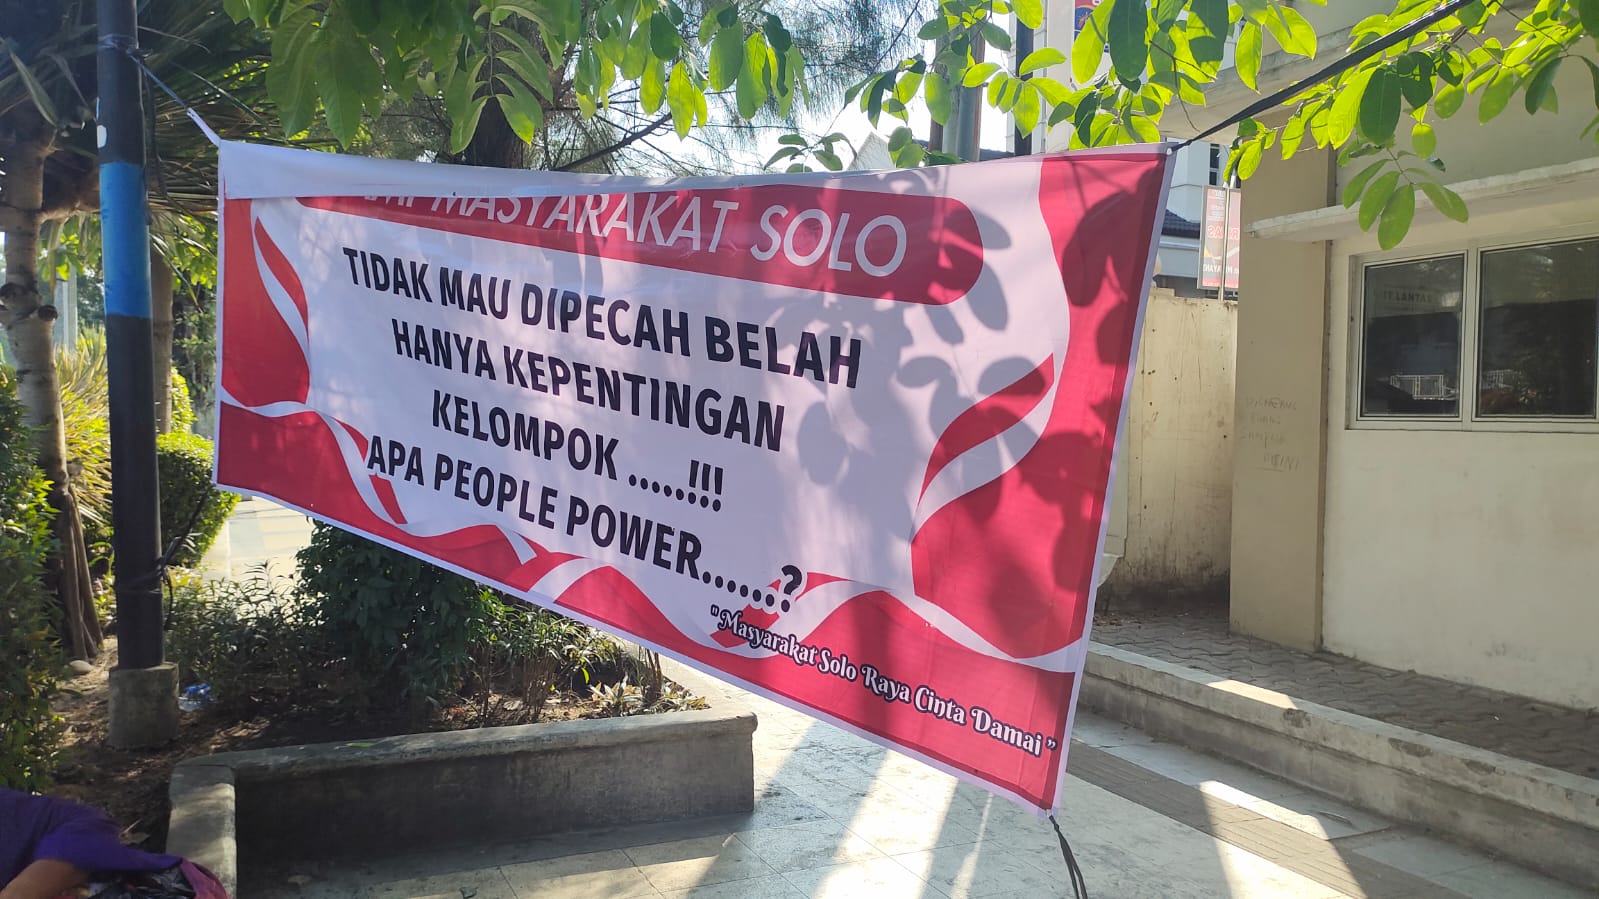 MASYARAKAT SOLO
TIDAK MAU DIPECAH BELAH
HANYA KEPENTINGAN
KELOMPOK .....!!!
APA PEOPLE POWER.......?
"Masyarakat Solo Raya Cinta Damai"